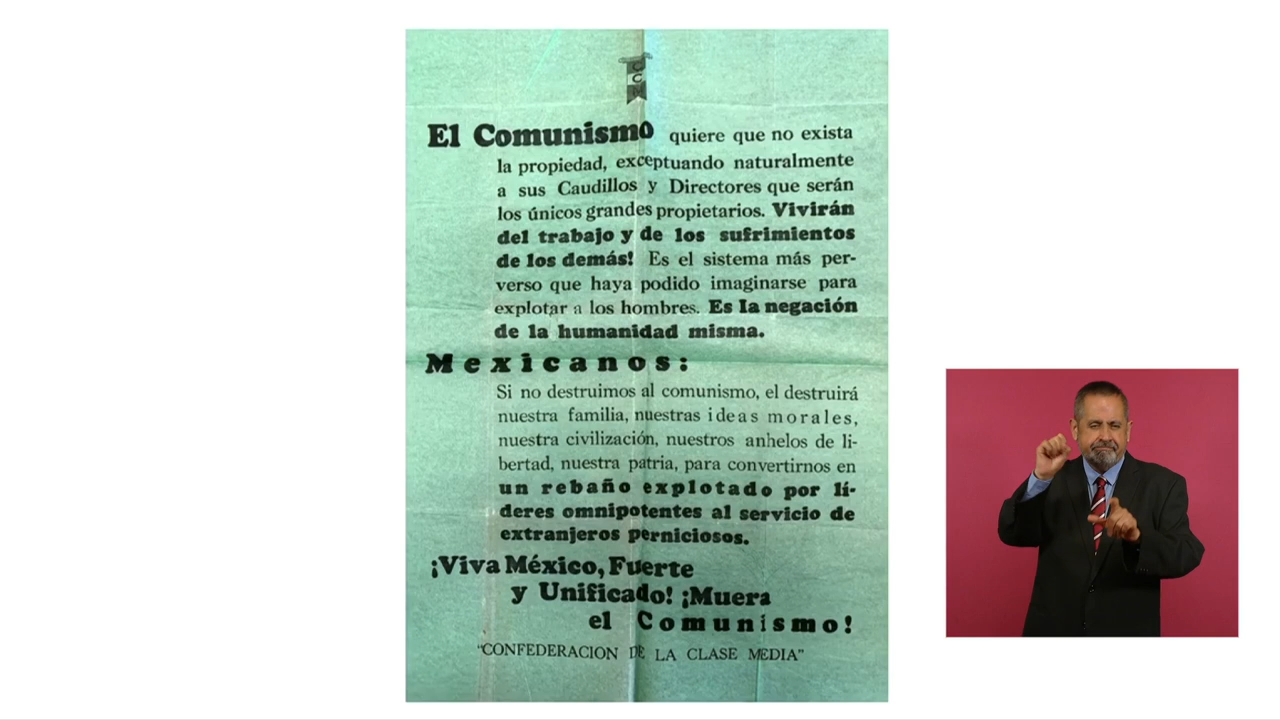 CCM
El Comunismo quiere que no exista
la propiedad, exceptuando naturalmente
a sus Caudillos y Directores que serán
los únicos grandes propietarios. Vivirán
del trabajo y de los sufrimientos
de los demás! Es el sistema más per-
verso que haya podido imaginarse para
explotar a los hombres. Es la negación
de la humanidad misma.
Mexicanos:
Si no destruimos al comunismo, el destruirá
nuestra familia, nuestras ideas morales,
nuestra civilización, nuestros anhelos de li-
bertad, nuestra patria, para convertirnos en
un rebaño explotado por lí-
deres omnipotentes al servicio de
extranjeros perniciosos.
¡Viva México, Fuerte
y Unificado! ¡Muera
el Comunismo!
"CONFEDERACION DE LA CLASE MEDIA"